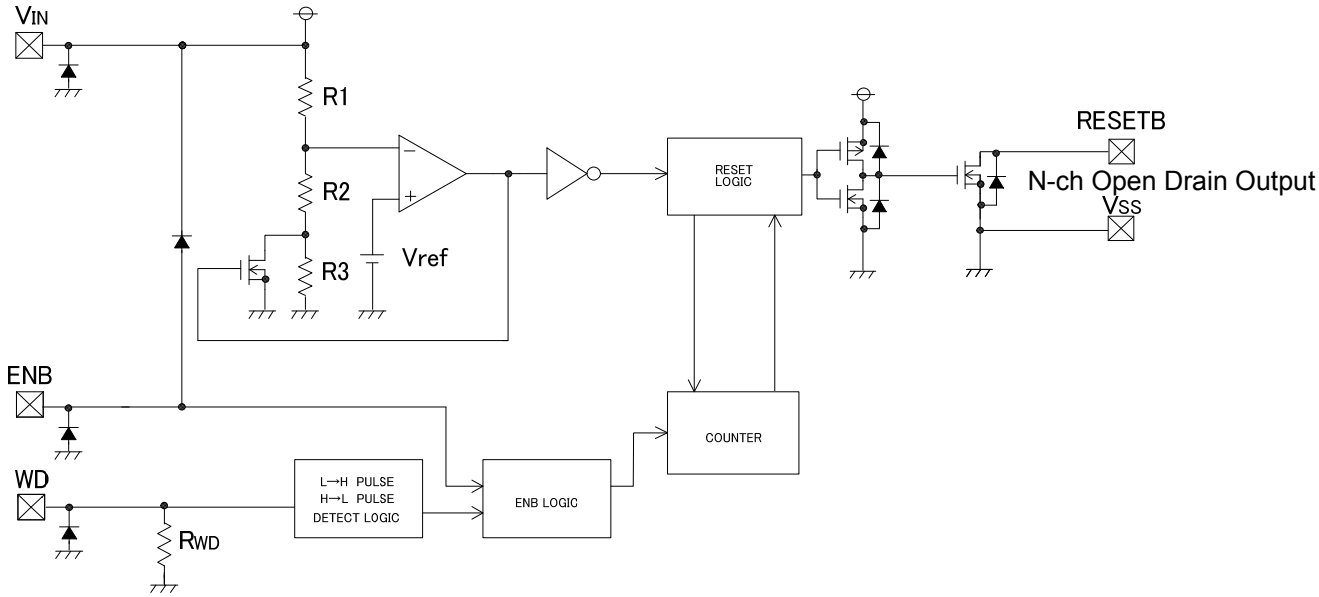 VIN
R1
R2
R3
−
+
Vref
RESET
LOGIC
RESETB
N-ch Open Drain Output
VSS
ENB
COUNTER
WD
L→H PULSE
H→L PULSE
DETECT LOGIC
ENB LOGIC
RWD